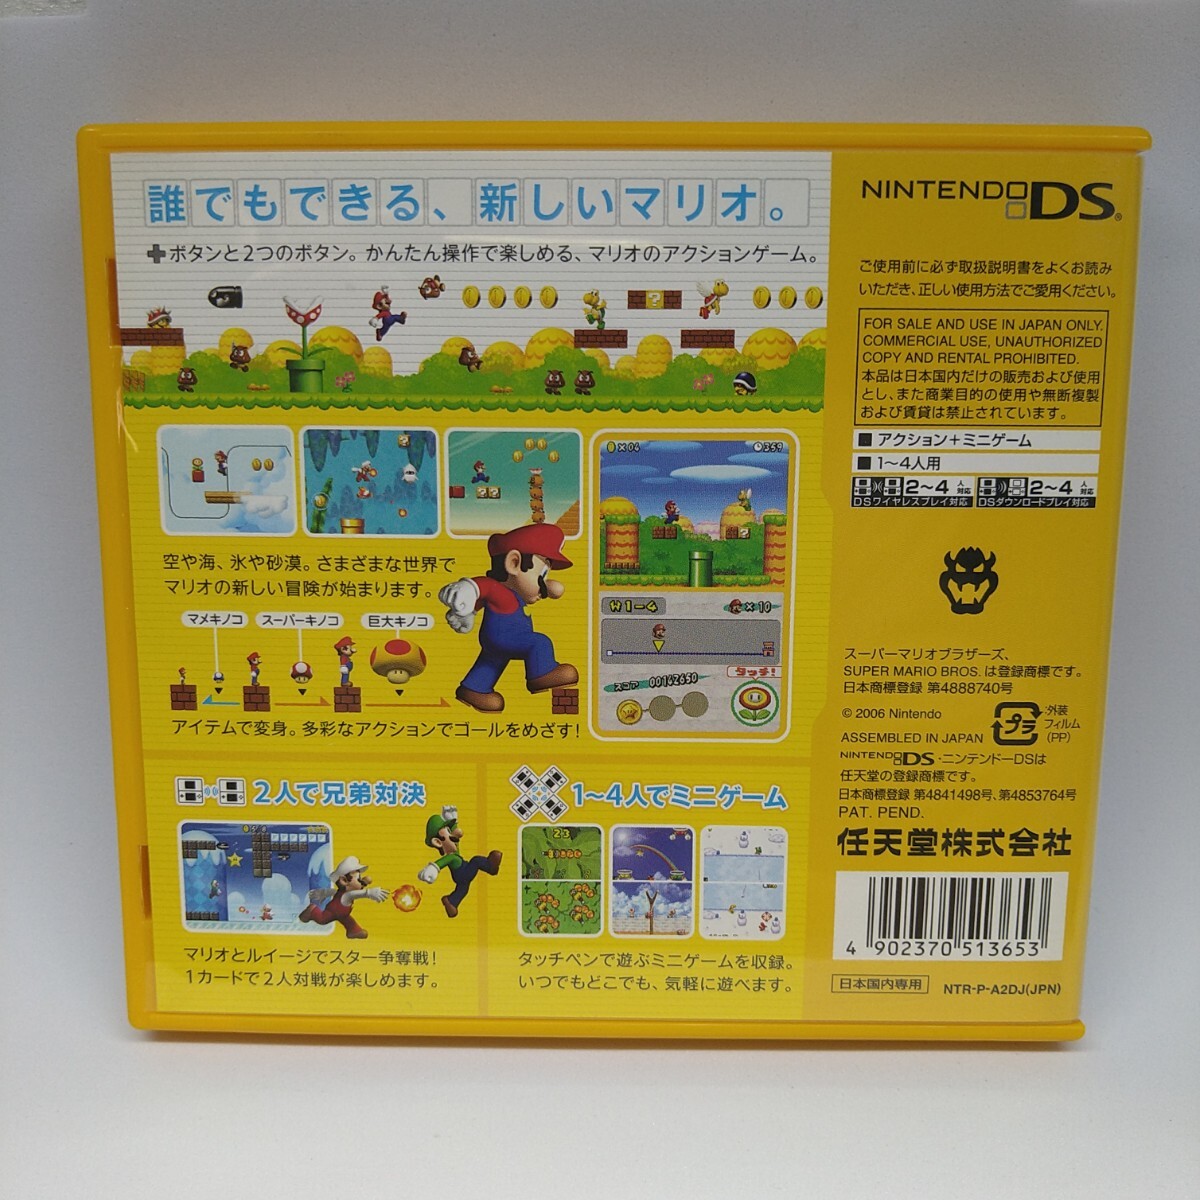 誰でもできる、新しいマリオ。
✚ボタンと2つのボタン。かんたん操作で楽しめる、マリオのアクションゲーム。
空や海、氷や砂漠。さまざまな世界で
マリオの新しい冒険が始まります。
マメキノコ
スーパーキノコ
巨大キノコ
アイテムで変身。多彩なアクションでゴールをめざす!
×04
359
W1-4
×10
タッチ!
スコア 00142650
2人で兄弟対決
マリオとルイージでスター争奪戦!
1カードで2人対戦が楽しめます。
1~4人でミニゲーム
23
タッチペンで遊ぶミニゲームを収録。
いつでもどこでも、気軽に遊べます。
NINTENDO DS®
ご使用前に必ず取扱説明書をよくお読み
いただき、正しい使用方法でご愛用ください。
FOR SALE AND USE IN JAPAN ONLY.
COMMERCIAL USE, UNAUTHORIZED
COPY AND RENTAL PROHIBITED.
本品は日本国内だけの販売および使用
とし、また商業目的の使用や無断複製
および賃貸は禁止されています。
■ アクション+ミニゲーム
■ 1~4人用
2~4人対応
DSワイヤレスプレイ対応
2~4人対応
DSダウンロードプレイ対応
スーパーマリオブラザーズ、
SUPER MARIO BROS. は登録商標です。
日本商標登録 第4888740号
© 2006 Nintendo
ASSEMBLED IN JAPAN
プラ
:外装
フィルム
(PP)
NINTENDO DS・ニンテンドーDSは
任天堂の登録商標です。
日本商標登録 第4841498号、第4853764号
PAT. PEND.
任天堂株式会社
4 902370 513653
日本国内専用
NTR-P-A2DJ(JPN)